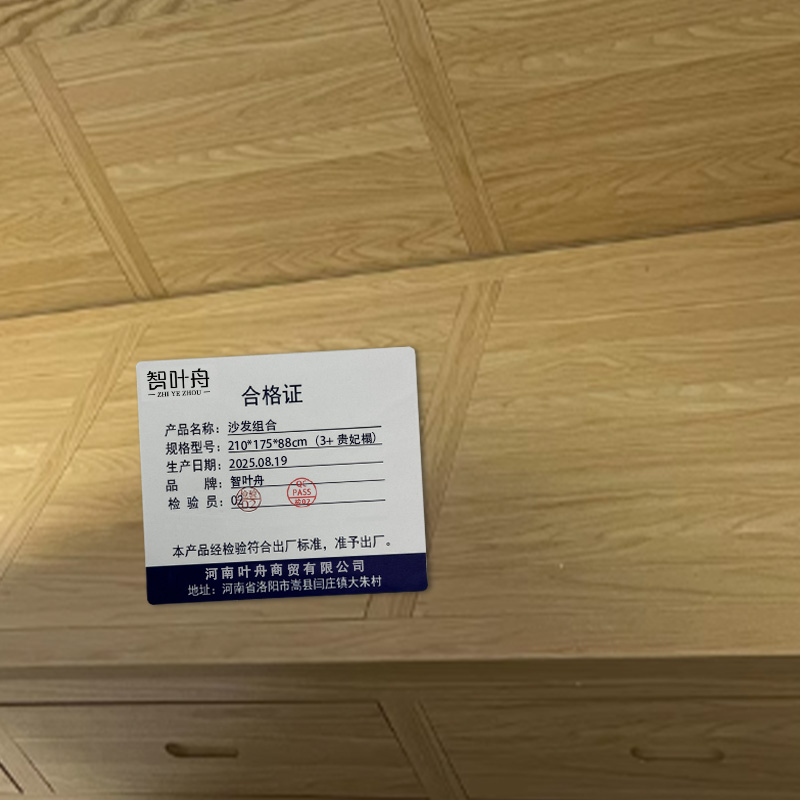 智叶舟
ZHI YE ZHOU
合格证
产品名称：沙发组合
规格型号：210*175*88cm（3+ 贵妃榻）
生产日期：2025.08.19
品　　牌：智叶舟
检 验 员：02
QC
PASS
检02
本产品经检验符合出厂标准，准予出厂。
河南叶舟商贸有限公司
地址：河南省洛阳市嵩县闫庄镇大朱村